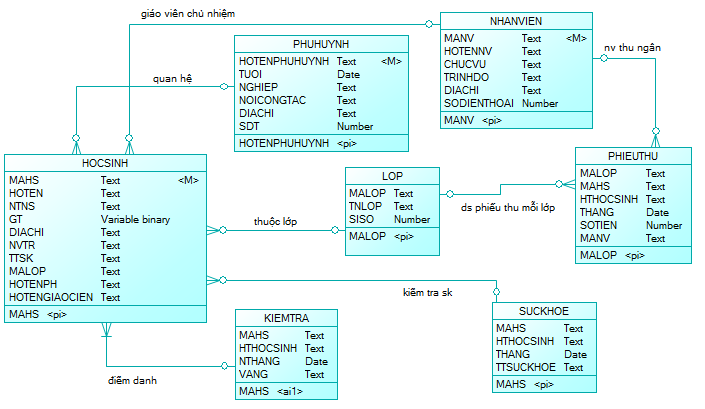 giáo viên chủ nhiệm
NHANVIEN
MANV Text <M>
HOTENNV Text
CHUCVU Text
TRINHDO Text
DIACHI Text
SODIENTHOAI Number
MANV <pi>
PHUHUYNH
HOTENPHUHUYNH Text <M>
TUOI Date
NGHIEP Text
NOICONGTAC Text
DIACHI Text
SDT Number
HOTENPHUHUYNH <pi>
nv thu ngân
quan hệ
HOCSINH
MAHS Text <M>
HOTEN Text
NTNS Text
GT Variable binary
DIACHI Text
NVTR Text
TTSK Text
MALOP Text
HOTENPH Text
HOTENGIAOCIEN Text
MAHS <pi>
LOP
MALOP Text
TNLOP Text
SISO Number
MALOP <pi>
PHIEUTHU
MALOP Text
MAHS Text
HTHOCSINH Text
THANG Date
SOTIEN Number
MANV Text
MALOP <pi>
thuộc lớp
ds phiếu thu mỗi lớp
kiểm tra sk
SUCKHOE
MAHS Text
HTHOCSINH Text
THANG Date
TTSUCKHOE Text
MAHS <pi>
KIEMTRA
MAHS Text
HTHOCSINH Text
NTHANG Date
VANG Text
MAHS <ai1>
điểm danh